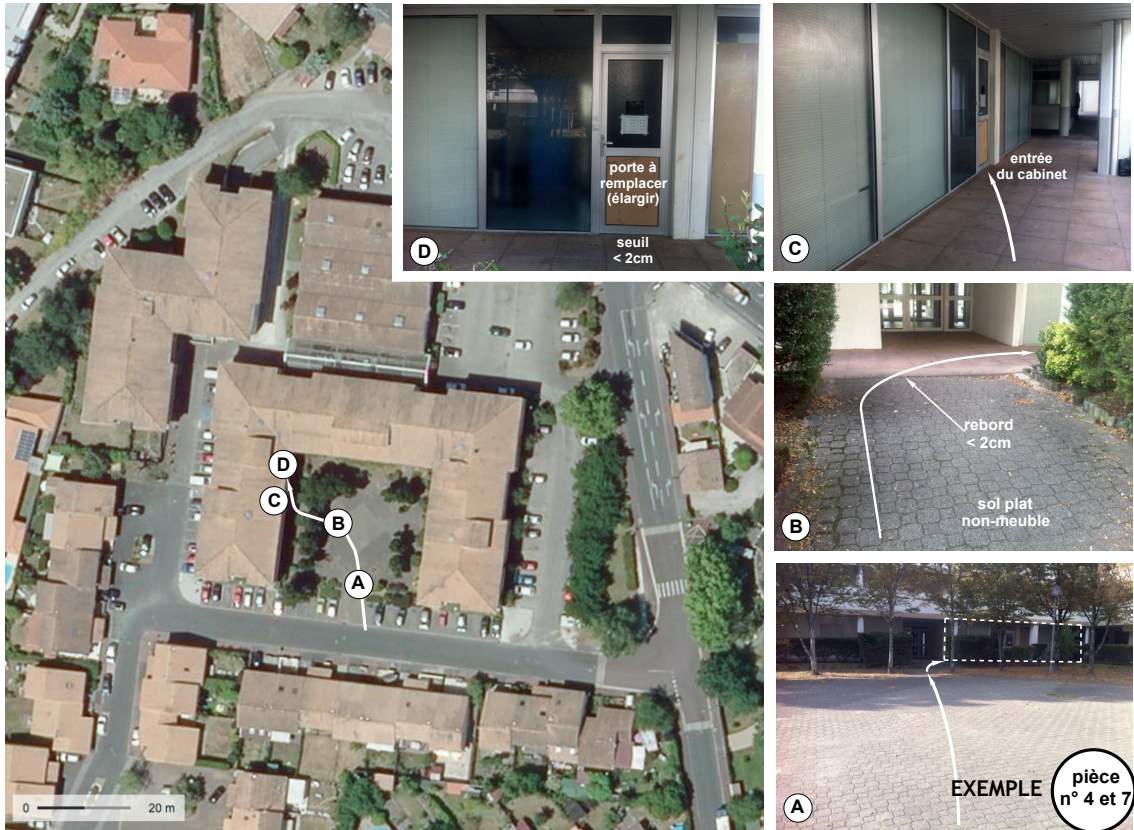 porte à
remplacer
(élargir)
seuil
< 2cm
D
entrée
du cabinet
C
rebord
< 2cm
sol plat
non-meuble
B
D
C
B
A
0 20 m
EXEMPLE
pièce
n° 4 et 7
A